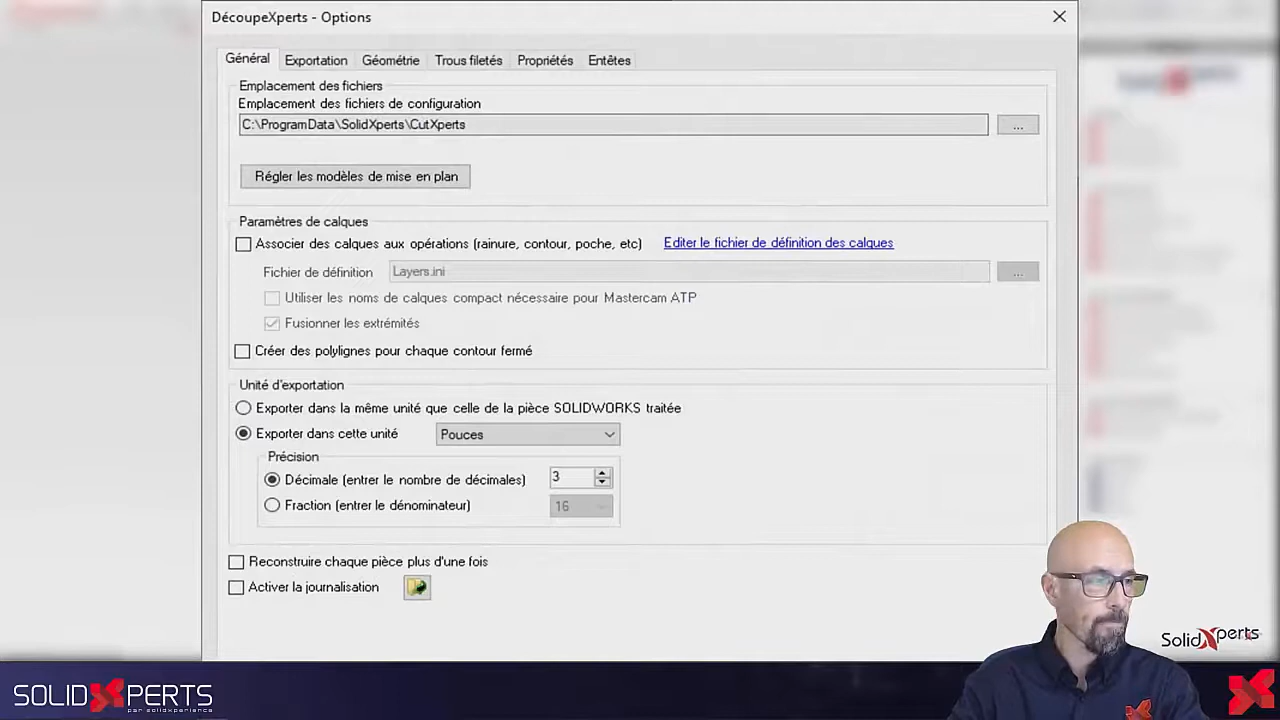 DécoupeXperts - Options
Général Exportation Géométrie Trous filetés Propriétés Entêtes
Emplacement des fichiers
Emplacement des fichiers de configuration
C:\ProgramData\SolidXperts\CutXperts ...
Régler les modèles de mise en plan
Paramètres de calques
Associer des calques aux opérations (rainure, contour, poche, etc) Editer le fichier de définition des calques
Fichier de définition Layers.ini ...
Utiliser les noms de calques compact nécessaire pour Mastercam ATP
Fusionner les extrémités
Créer des polylignes pour chaque contour fermé
Unité d'exportation
Exporter dans la même unité que celle de la pièce SOLIDWORKS traitée
Exporter dans cette unité Pouces
Précision
Décimale (entrer le nombre de décimales) 3
Fraction (entrer le dénominateur) 16
Reconstruire chaque pièce plus d'une fois
Activer la journalisation
SolidXperts
SOLIDXPERTS
par solidxperience